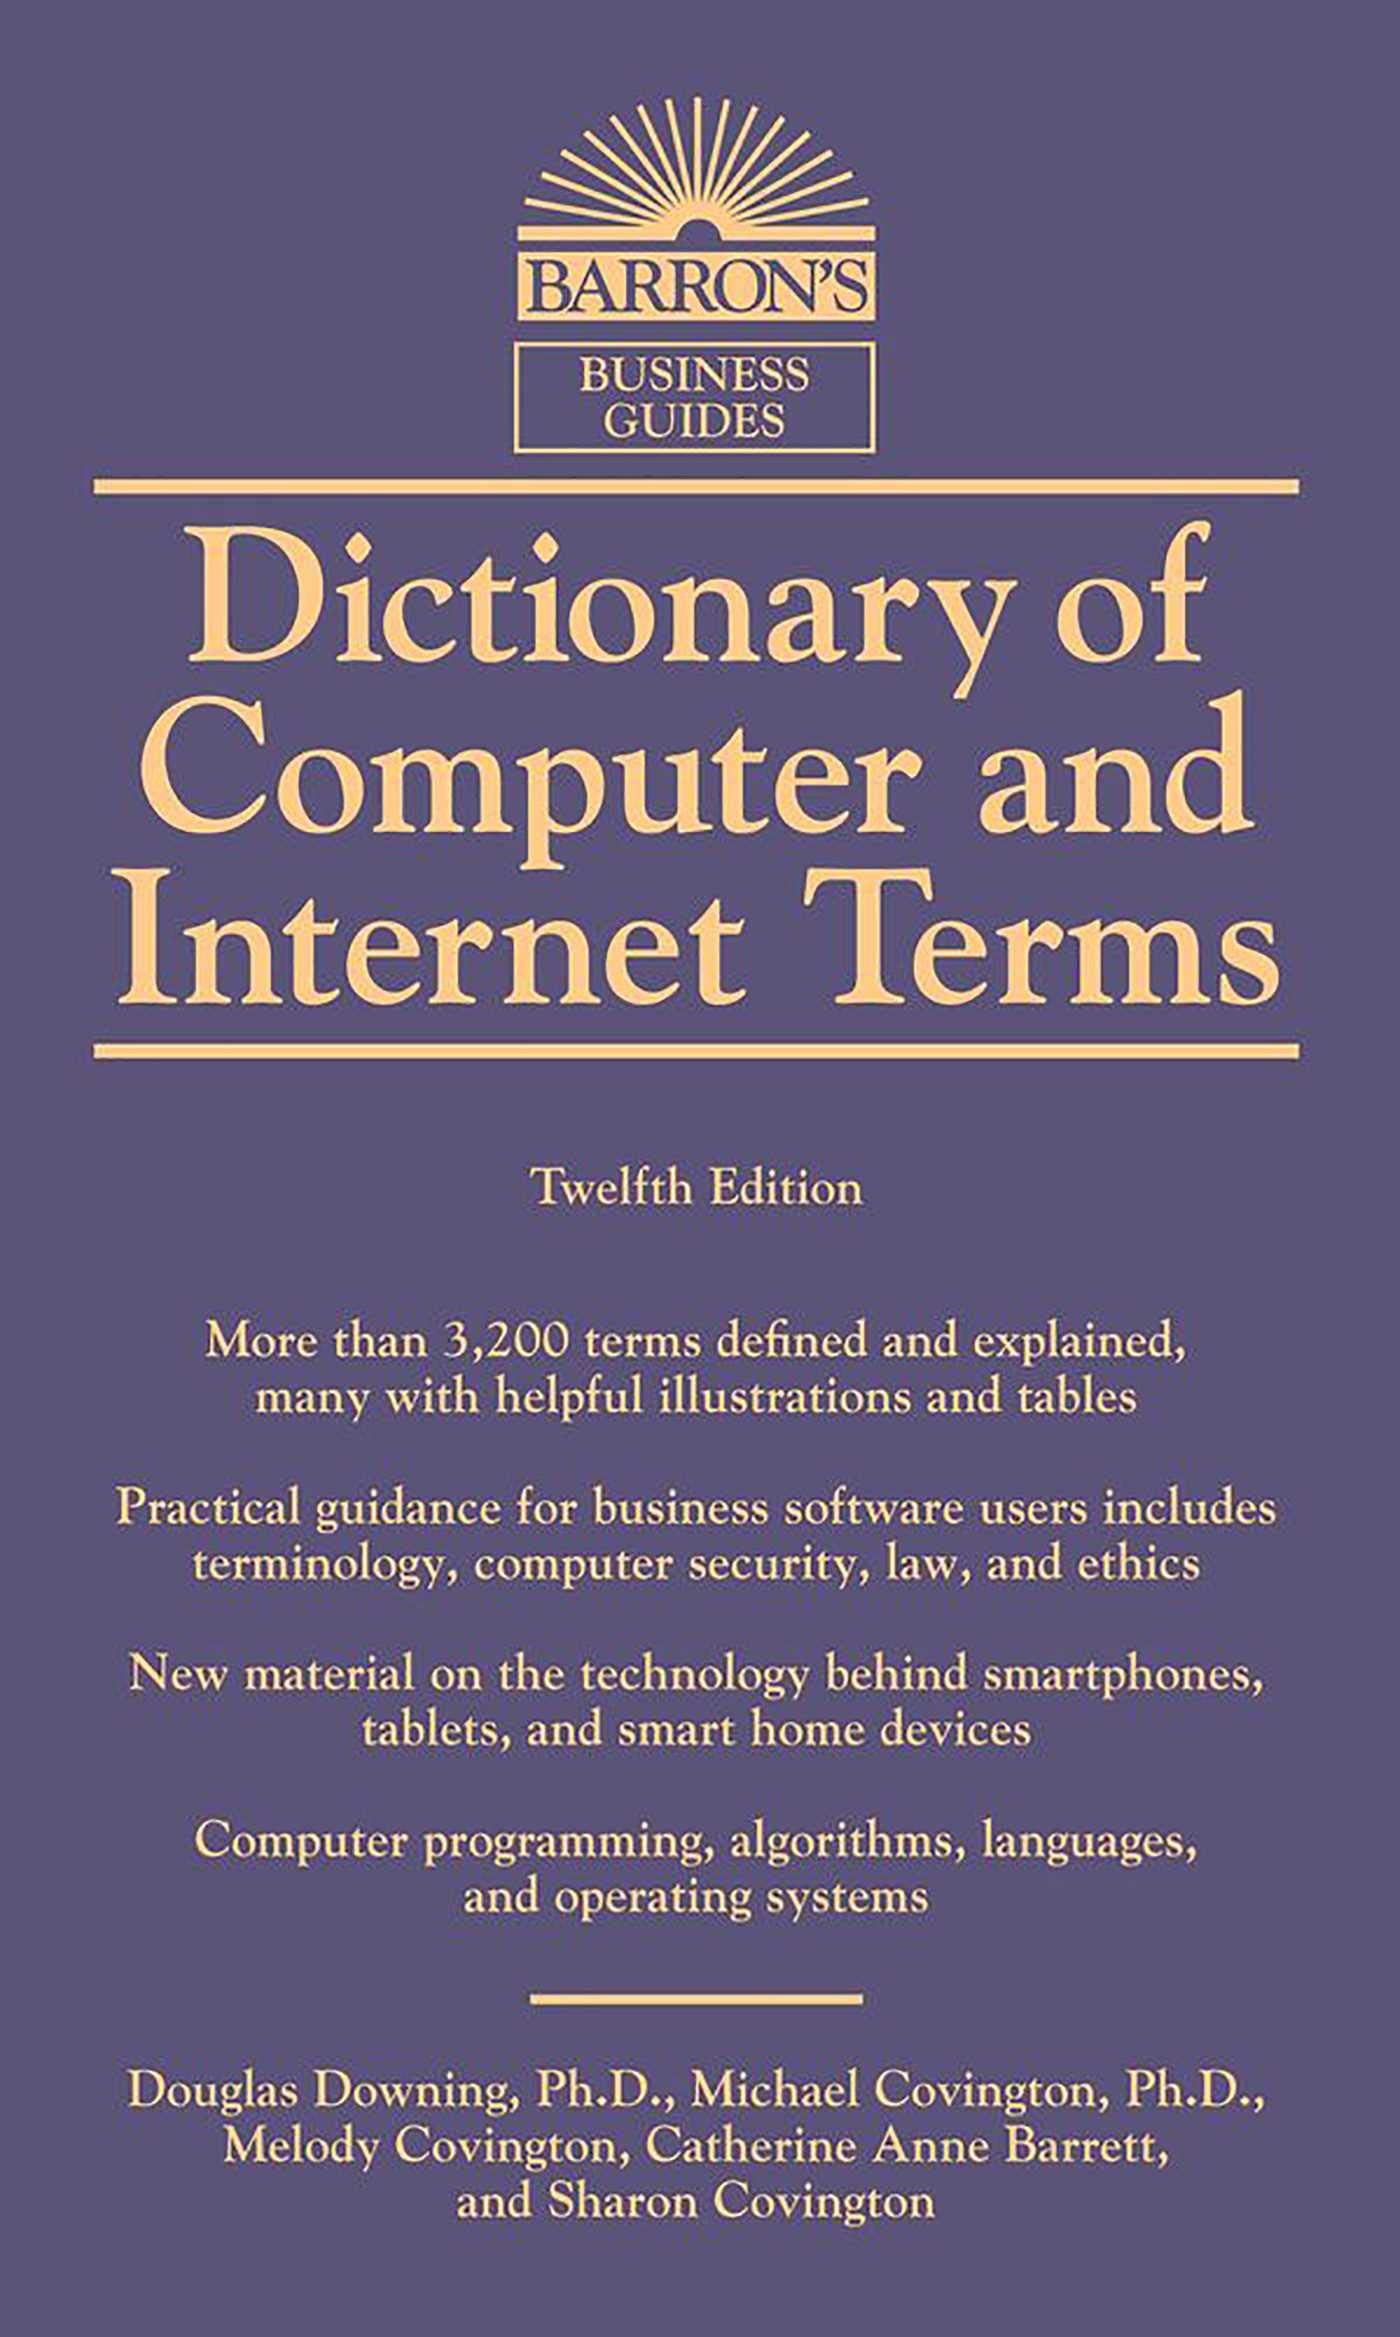 BARRON'S
BUSINESS
GUIDES
Dictionary of
Computer and
Internet Terms
Twelfth Edition
More than 3,200 terms defined and explained,
many with helpful illustrations and tables
Practical guidance for business software users includes
terminology, computer security, law, and ethics
New material on the technology behind smartphones,
tablets, and smart home devices
Computer programming, algorithms, languages,
and operating systems
Douglas Downing, Ph.D., Michael Covington, Ph.D.,
Melody Covington, Catherine Anne Barrett,
and Sharon Covington